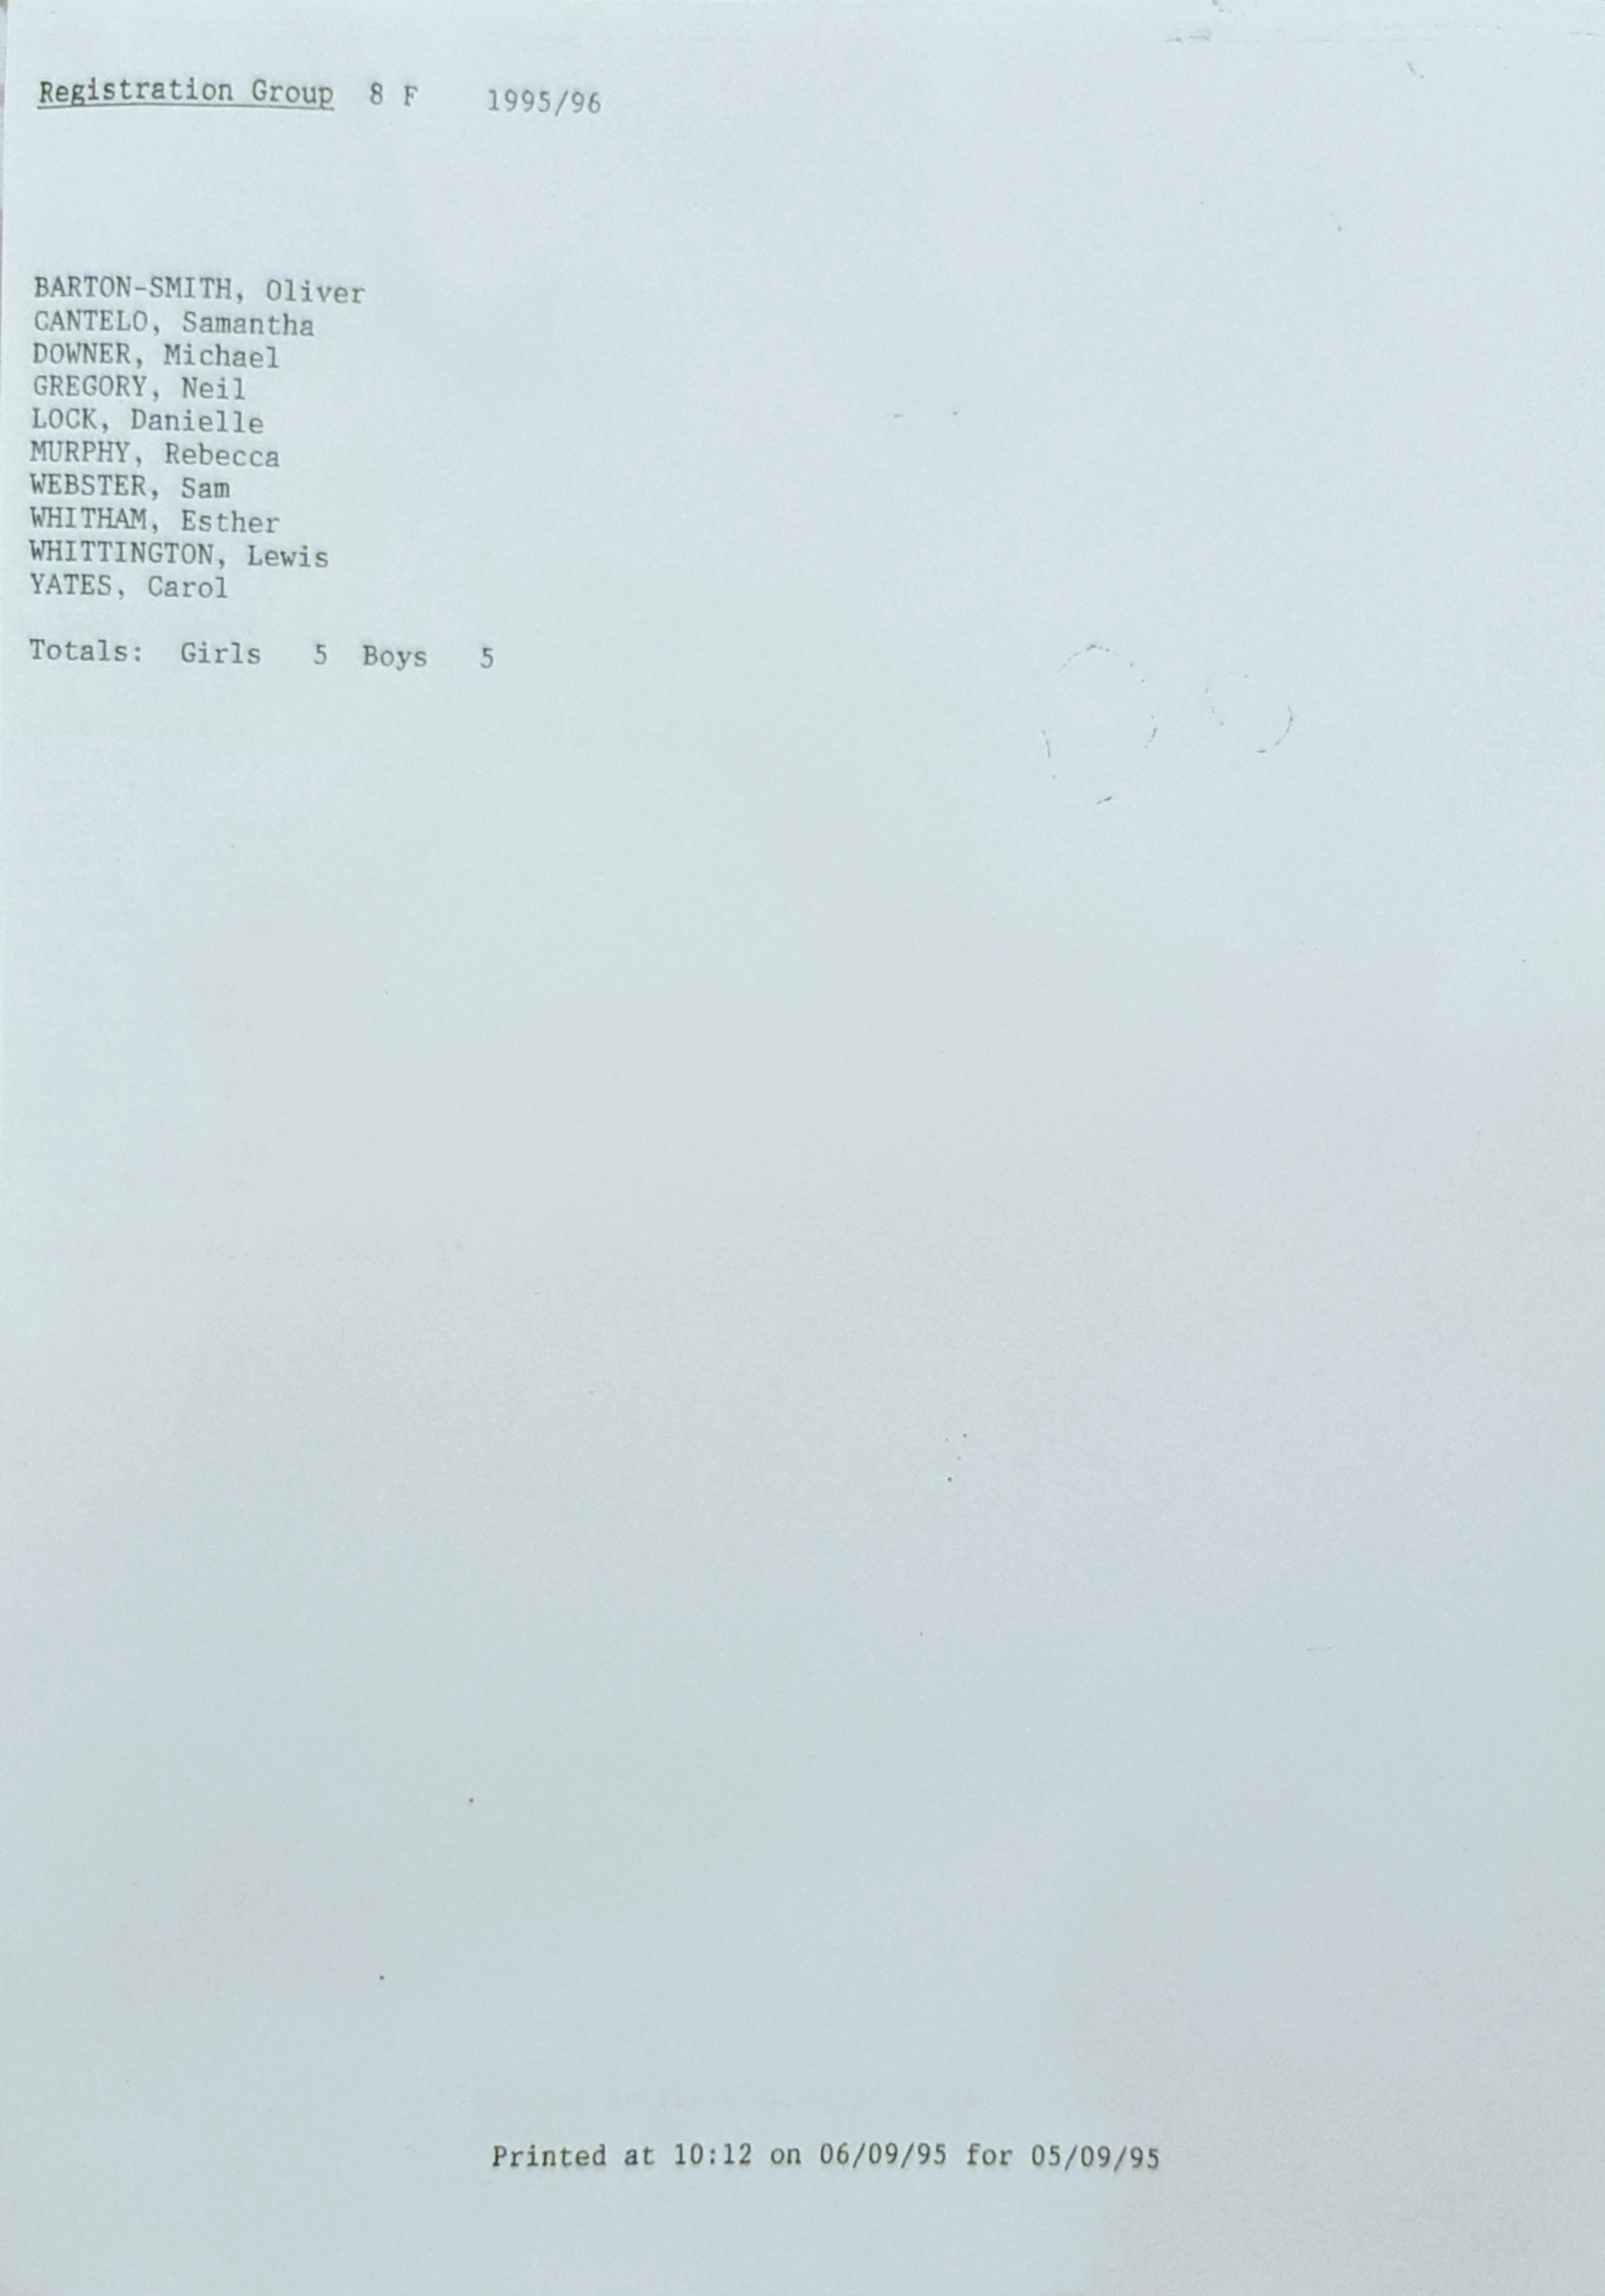 Registration Group 8 F 1995/96
BARTON-SMITH, Oliver
CANTELO, Samantha
DOWNER, Michael
GREGORY, Neil
LOCK, Danielle
MURPHY, Rebecca
WEBSTER, Sam
WHITHAM, Esther
WHITTINGTON, Lewis
YATES, Carol
Totals: Girls 5 Boys 5
Printed at 10:12 on 06/09/95 for 05/09/95